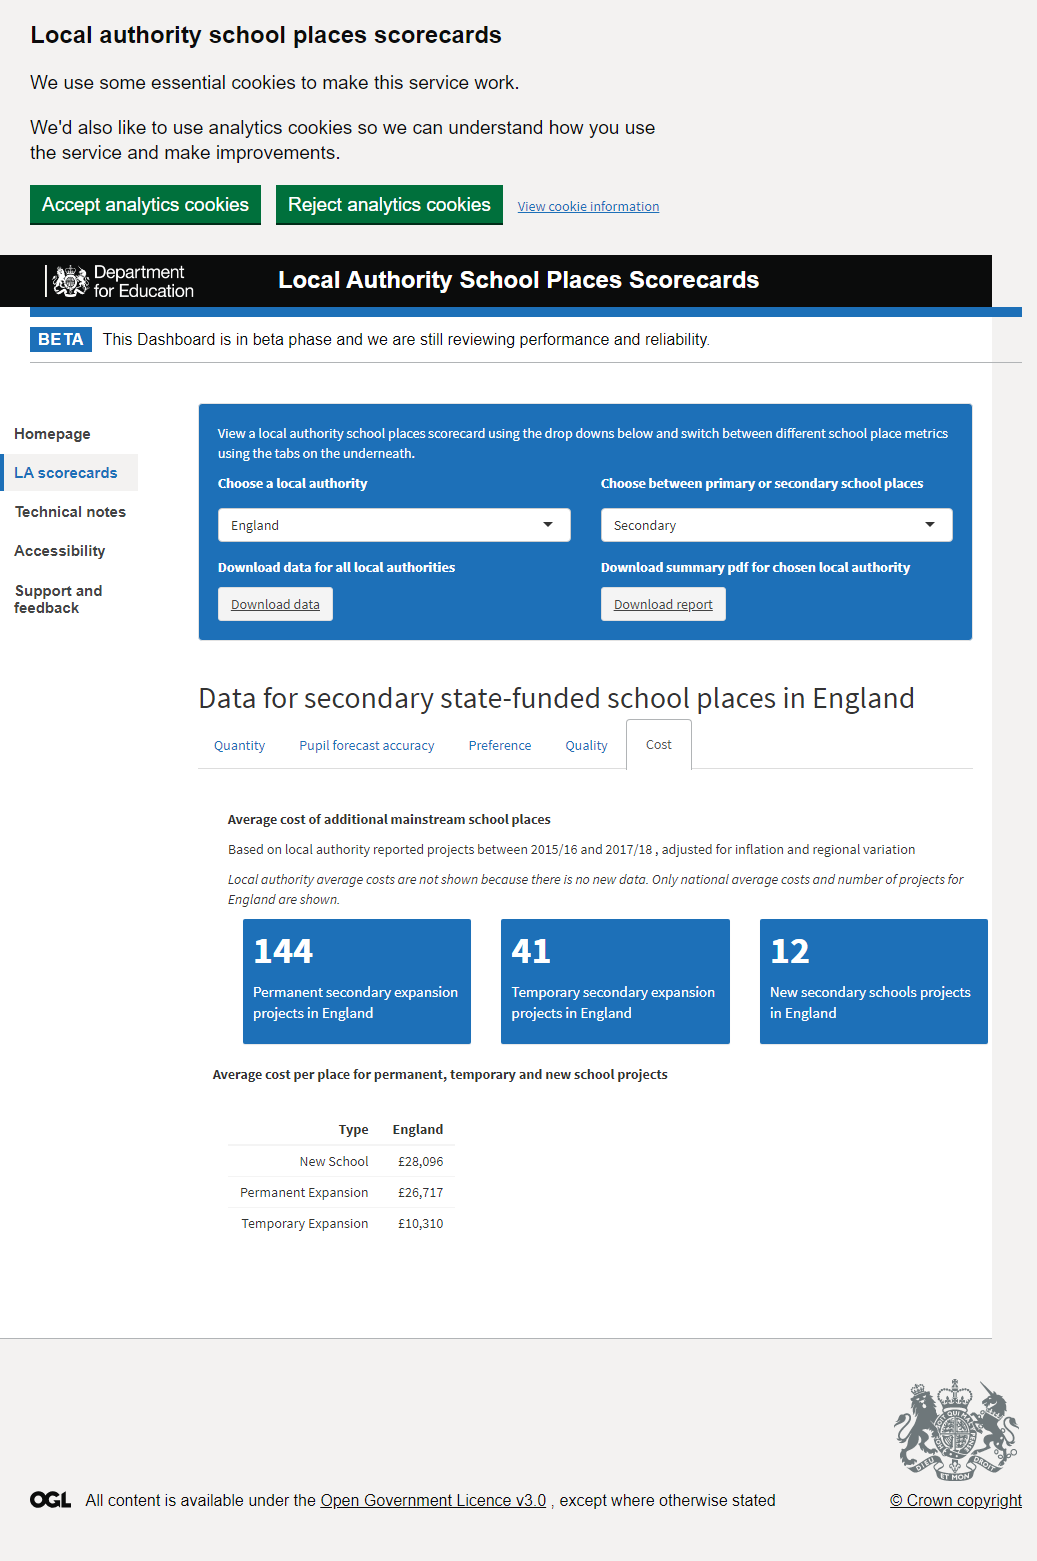 Local authority school places scorecards
We use some essential cookies to make this service work.
We'd also like to use analytics cookies so we can understand how you use
the service and make improvements.
Accept analytics cookies Reject analytics cookies View cookie information
Department
for Education
Local Authority School Places Scorecards
BETA This Dashboard is in beta phase and we are still reviewing performance and reliability.
Homepage
LA scorecards
Technical notes
Accessibility
Support and
feedback
View a local authority school places scorecard using the drop downs below and switch between different school place metrics
using the tabs on the underneath.
Choose a local authority Choose between primary or secondary school places
England Secondary
Download data for all local authorities Download summary pdf for chosen local authority
Download data Download report
Data for secondary state-funded school places in England
Quantity Pupil forecast accuracy Preference Quality Cost
Average cost of additional mainstream school places
Based on local authority reported projects between 2015/16 and 2017/18 , adjusted for inflation and regional variation
Local authority average costs are not shown because there is no new data. Only national average costs and number of projects for
England are shown.
144
Permanent secondary expansion
projects in England
41
Temporary secondary expansion
projects in England
12
New secondary schools projects
in England
Average cost per place for permanent, temporary and new school projects
Type England
New School £28,096
Permanent Expansion £26,717
Temporary Expansion £10,310
DIEU ET MON DROIT
OGL All content is available under the Open Government Licence v3.0 , except where otherwise stated
© Crown copyright